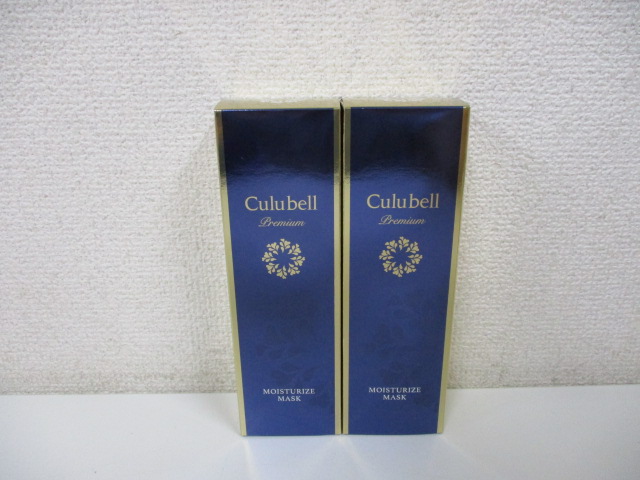 Culubell
Premium
MOISTURIZE
MASK
Culubell
Premium
MOISTURIZE
MASK